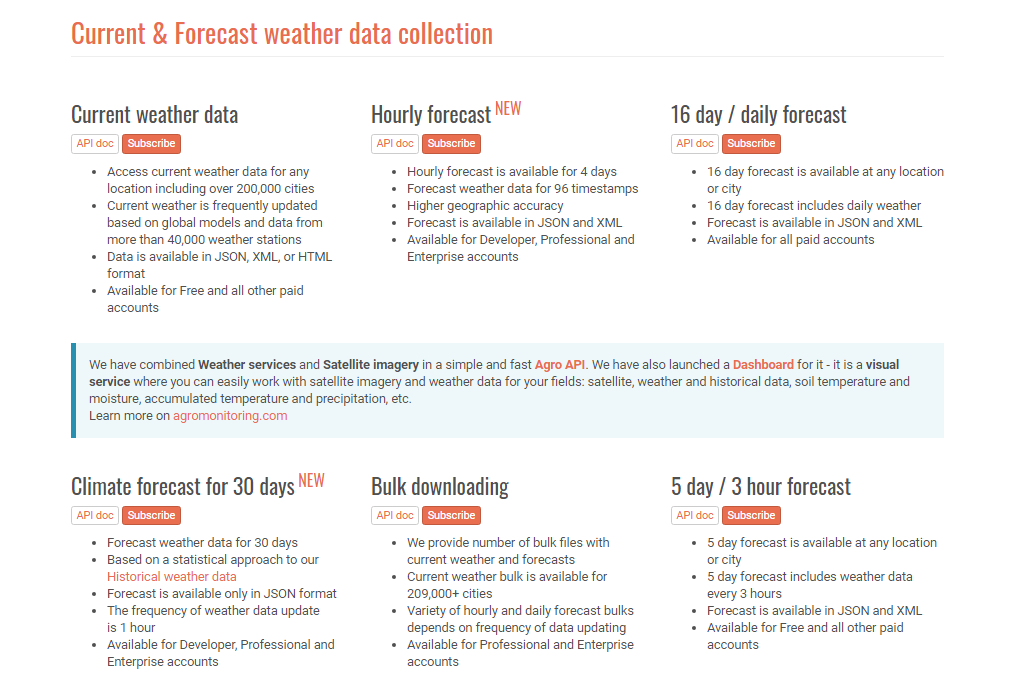 Current & Forecast weather data collection
Current weather data
API doc Subscribe
Access current weather data for any
location including over 200,000 cities
Current weather is frequently updated
based on global models and data from
more than 40,000 weather stations
Data is available in JSON, XML, or HTML
format
Available for Free and all other paid
accounts
Hourly forecast NEW
API doc Subscribe
Hourly forecast is available for 4 days
Forecast weather data for 96 timestamps
Higher geographic accuracy
Forecast is available in JSON and XML
Available for Developer, Professional and
Enterprise accounts
16 day / daily forecast
API doc Subscribe
16 day forecast is available at any location
or city
16 day forecast includes daily weather
Forecast is available in JSON and XML
Available for all paid accounts
We have combined Weather services and Satellite imagery in a simple and fast Agro API. We have also launched a Dashboard for it - it is a visual
service where you can easily work with satellite imagery and weather data for your fields: satellite, weather and historical data, soil temperature and
moisture, accumulated temperature and precipitation, etc.
Learn more on agromonitoring.com
Climate forecast for 30 days NEW
API doc Subscribe
Forecast weather data for 30 days
Based on a statistical approach to our
Historical weather data
Forecast is available only in JSON format
The frequency of weather data update
is 1 hour
Available for Developer, Professional and
Enterprise accounts
Bulk downloading
API doc Subscribe
We provide number of bulk files with
current weather and forecasts
Current weather bulk is available for
209,000+ cities
Variety of hourly and daily forecast bulks
depends on frequency of data updating
Available for Professional and Enterprise
accounts
5 day / 3 hour forecast
API doc Subscribe
5 day forecast is available at any location
or city
5 day forecast includes weather data
every 3 hours
Forecast is available in JSON and XML
Available for Free and all other paid
accounts